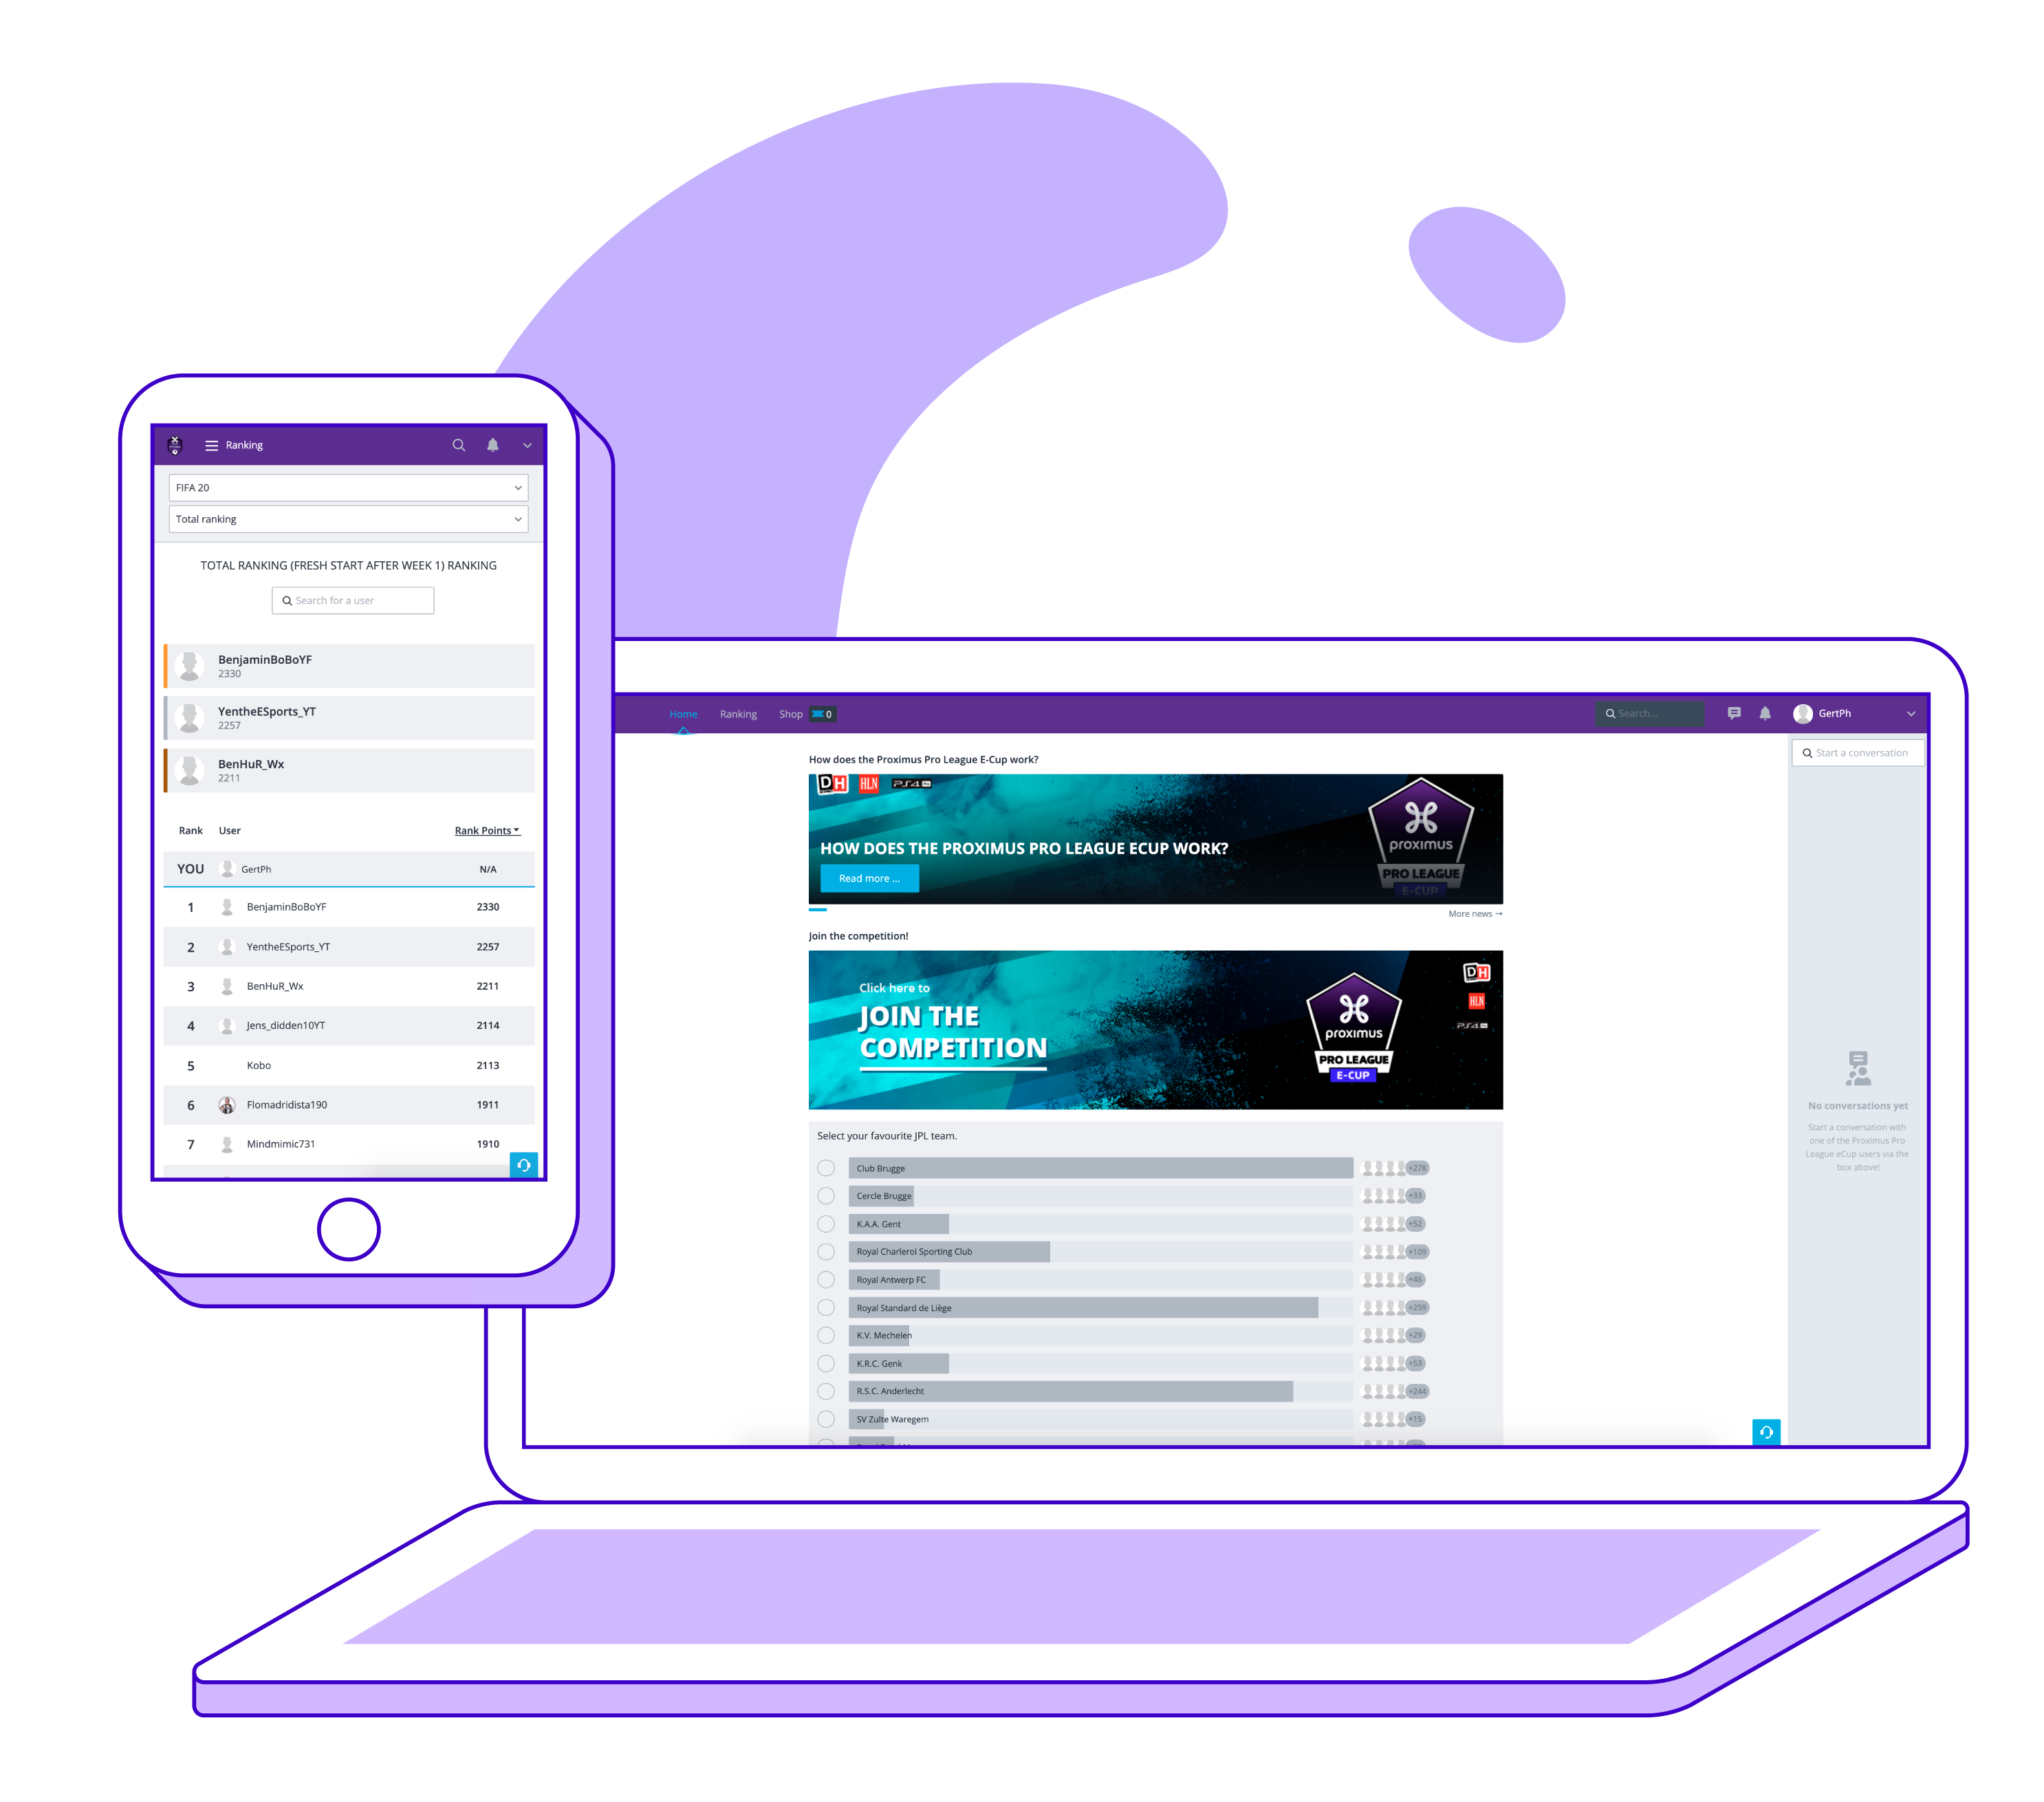 Ranking
FIFA 20
Total ranking
TOTAL RANKING (FRESH START AFTER WEEK 1) RANKING
Search for a user
BenjaminBoBoYF
2330
YentheESports_YT
2257
BenHuR_Wx
2211
Rank User Rank Points
YOU GertPh N/A
1 BenjaminBoBoYF 2330
2 YentheESports_YT 2257
3 BenHuR_Wx 2211
4 Jens_didden10YT 2114
5 Kobo 2113
6 Flomadridista190 1911
7 Mindmimic731 1910
Home Ranking Shop 0 Search... GertPh
Start a conversation
How does the Proximus Pro League E-Cup work?
DH HLN PS4
HOW DOES THE PROXIMUS PRO LEAGUE ECUP WORK?
Read more ...
proximus
PRO LEAGUE
E-CUP
More news →
Join the competition!
Click here to
JOIN THE
COMPETITION
proximus
PRO LEAGUE
E-CUP
DH
HLN
PS4
Select your favourite JPL team.
Club Brugge +278
Cercle Brugge +33
K.A.A. Gent +52
Royal Charleroi Sporting Club +109
Royal Antwerp FC +46
Royal Standard de Liège +259
K.V. Mechelen +29
K.R.C. Genk +53
R.S.C. Anderlecht +244
SV Zulte Waregem +15
No conversations yet
Start a conversation with
one of the Proximus Pro
League eCup users via the
box above!